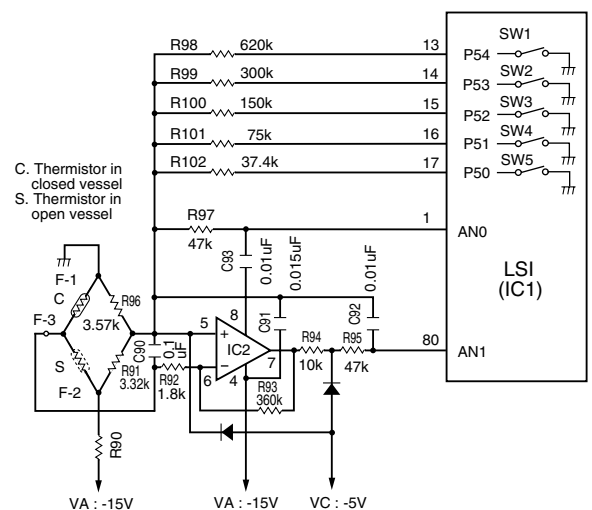 R98 620k 13 P54 SW1
R99 300k 14 P53 SW2
R100 150k 15 P52 SW3
R101 75k 16 P51 SW4
R102 37.4k 17 P50 SW5
C. Thermistor in
closed vessel
S. Thermistor in
open vessel
R97
47k
1 AN0
LSI
(IC1)
C93 0.01uF
0.015uF
C91
0.01uF
C92
F-1
C
F-3
R96
3.57k
S
R91
3.32k
F-2
R90
C90
0.1
uF
R92
1.8k
5
+
6
−
8
IC2
7
4
R93
360k
R94
10k
R95
47k
80 AN1
VA : -15V
VA : -15V
VC : -5V